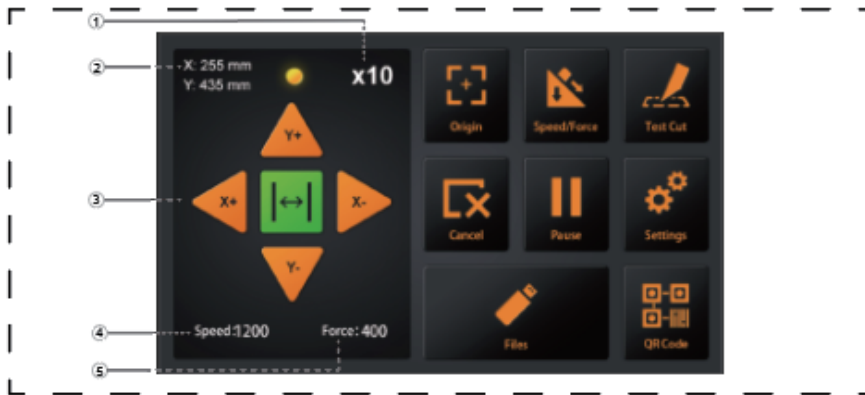 ①
② X: 255 mm
Y: 435 mm
x10
Y+
③ X+
X-
Y-
④ Speed:1200
Force: 400
⑤
Origin
Speed/Force
Test Cut
Cancel
Pause
Settings
Files
QR Code